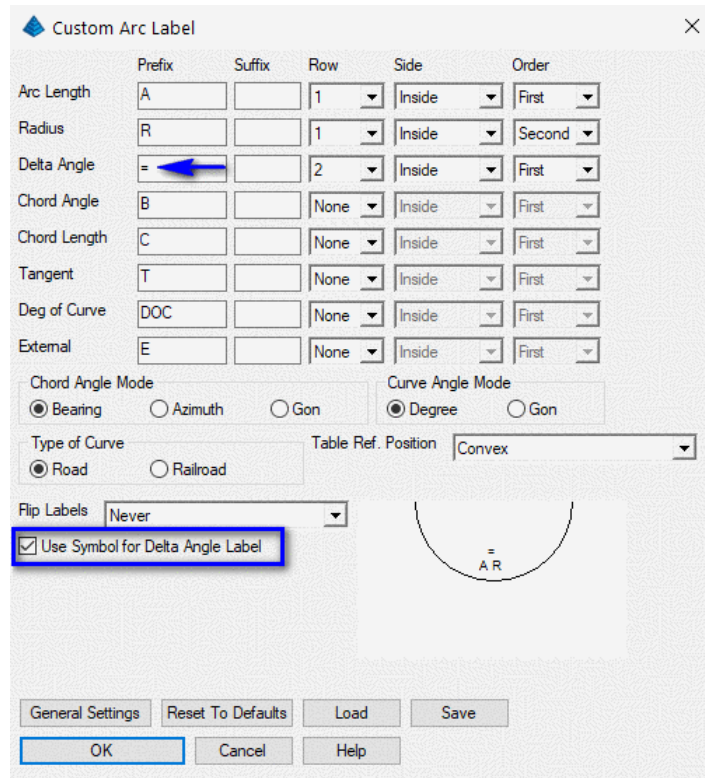 Custom Arc Label
Prefix Suffix Row Side Order
Arc Length A 1 Inside First
Radius R 1 Inside Second
Delta Angle = 2 Inside First
Chord Angle B None Inside First
Chord Length C None Inside First
Tangent T None Inside First
Deg of Curve DOC None Inside First
External E None Inside First
Chord Angle Mode Curve Angle Mode
Bearing Azimuth Gon Degree Gon
Type of Curve Table Ref. Position Convex
Road Railroad
Flip Labels Never
Use Symbol for Delta Angle Label
=
A R
General Settings Reset To Defaults Load Save
OK Cancel Help